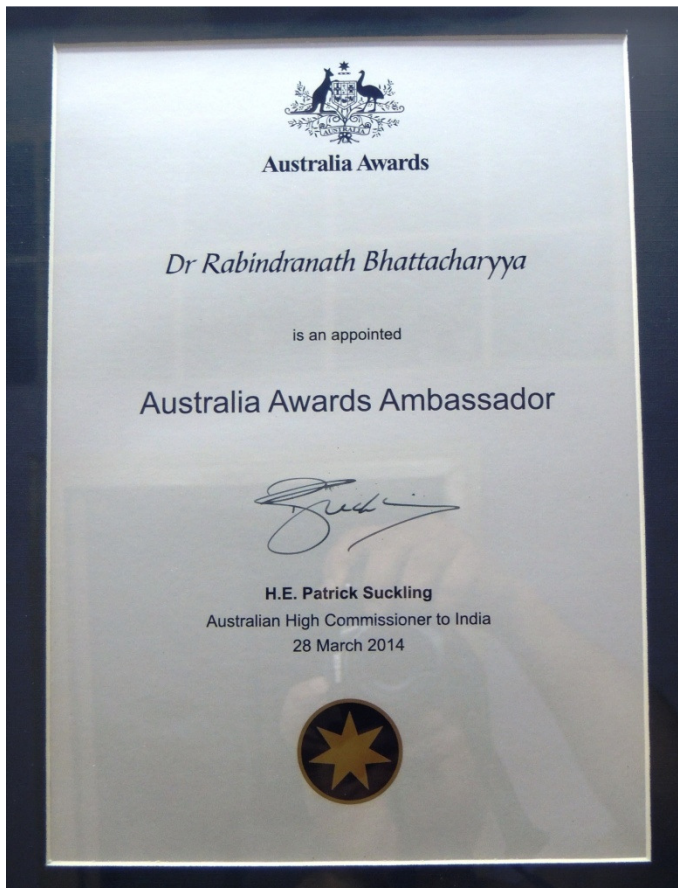 AUSTRALIA
Australia Awards
Dr Rabindranath Bhattacharyya
is an appointed
Australia Awards Ambassador
H.E. Patrick Suckling
Australian High Commissioner to India
28 March 2014